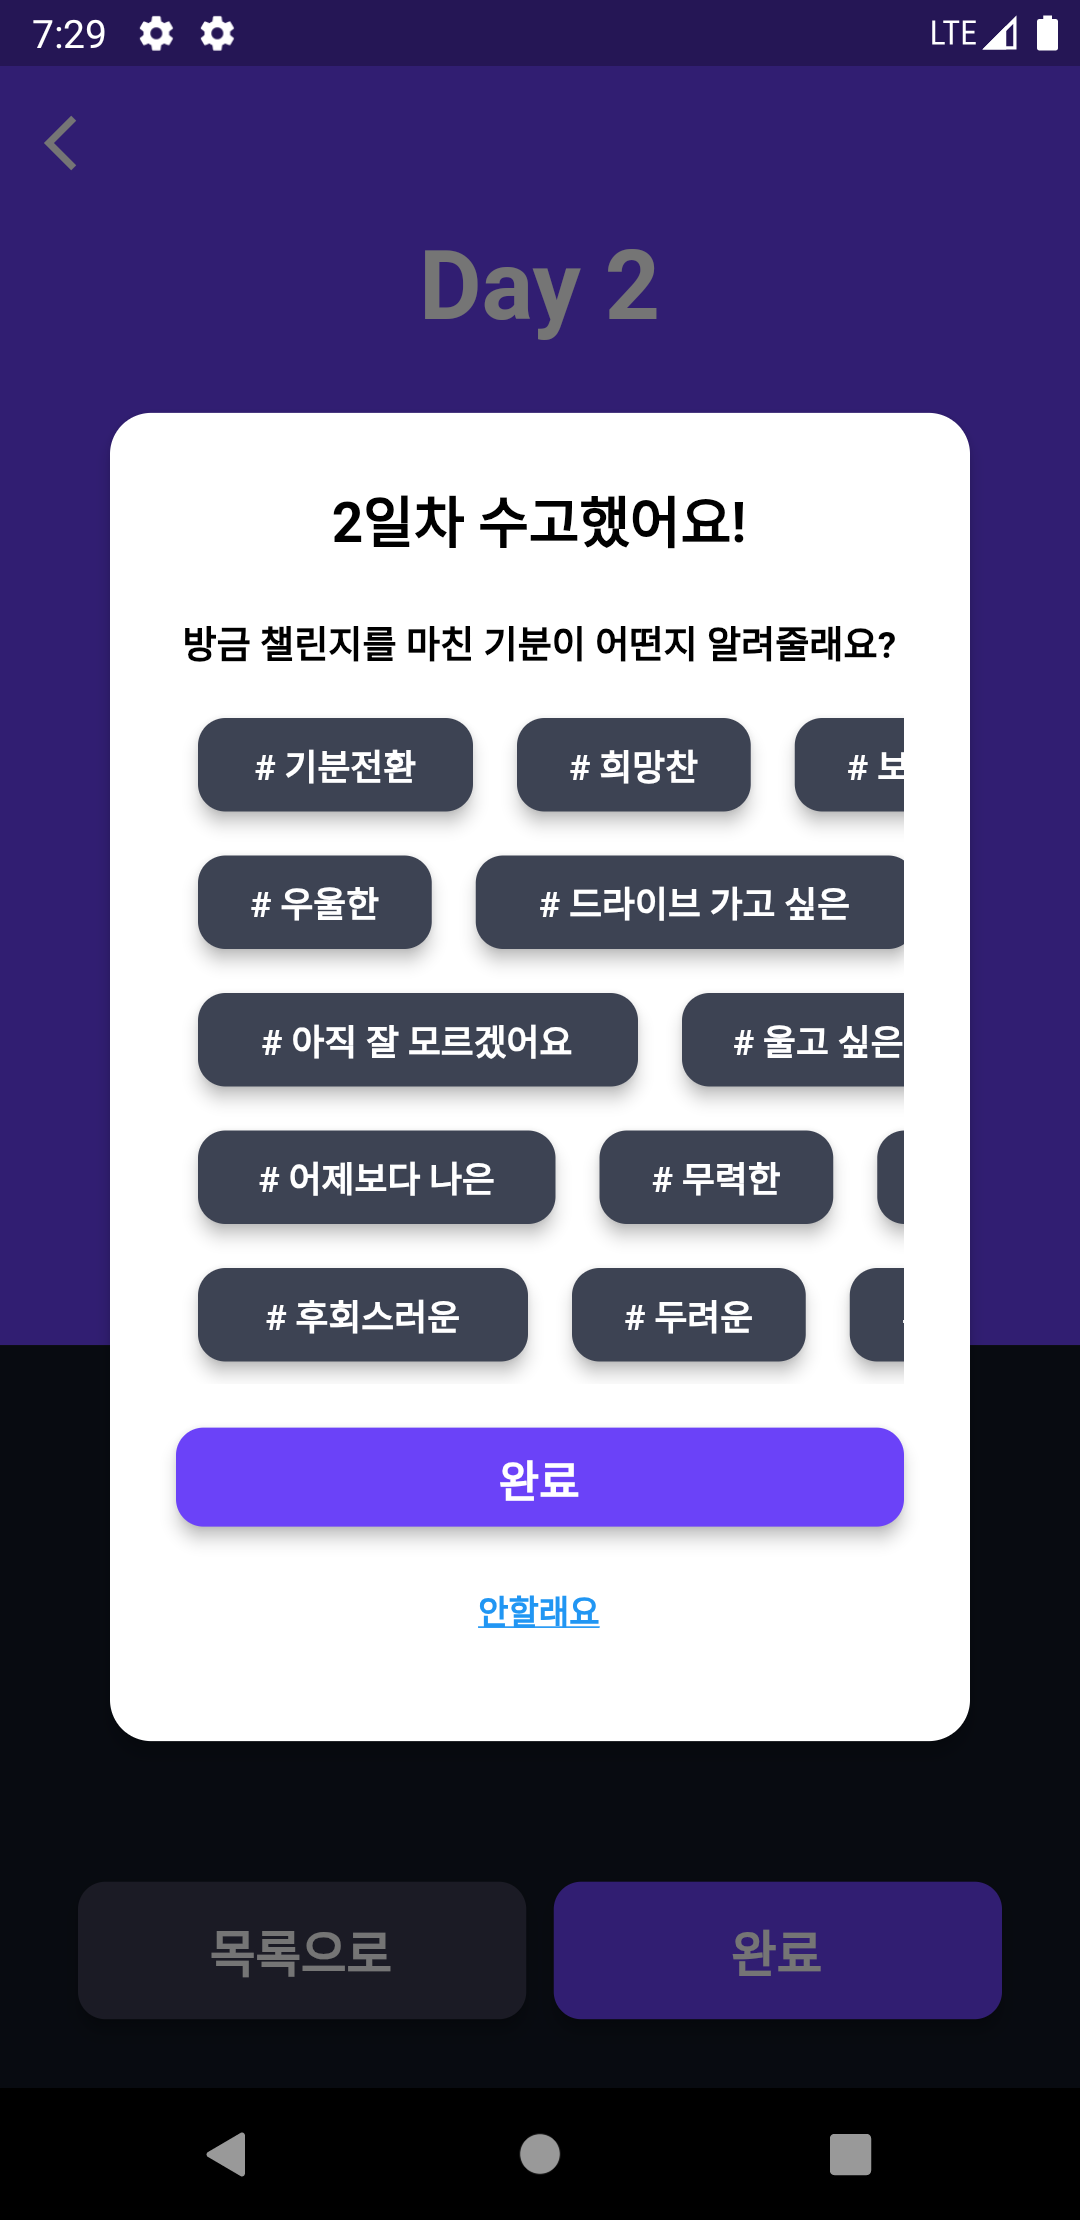 7:29 LTE
Day 2
2일차 수고했어요!
방금 챌린지를 마친 기분이 어떤지 알려줄래요?
# 기분전환 # 희망찬 # 보
# 우울한 # 드라이브 가고 싶은
# 아직 잘 모르겠어요 # 울고 싶은
# 어제보다 나은 # 무력한
# 후회스러운 # 두려운
완료
안할래요
목록으로 완료